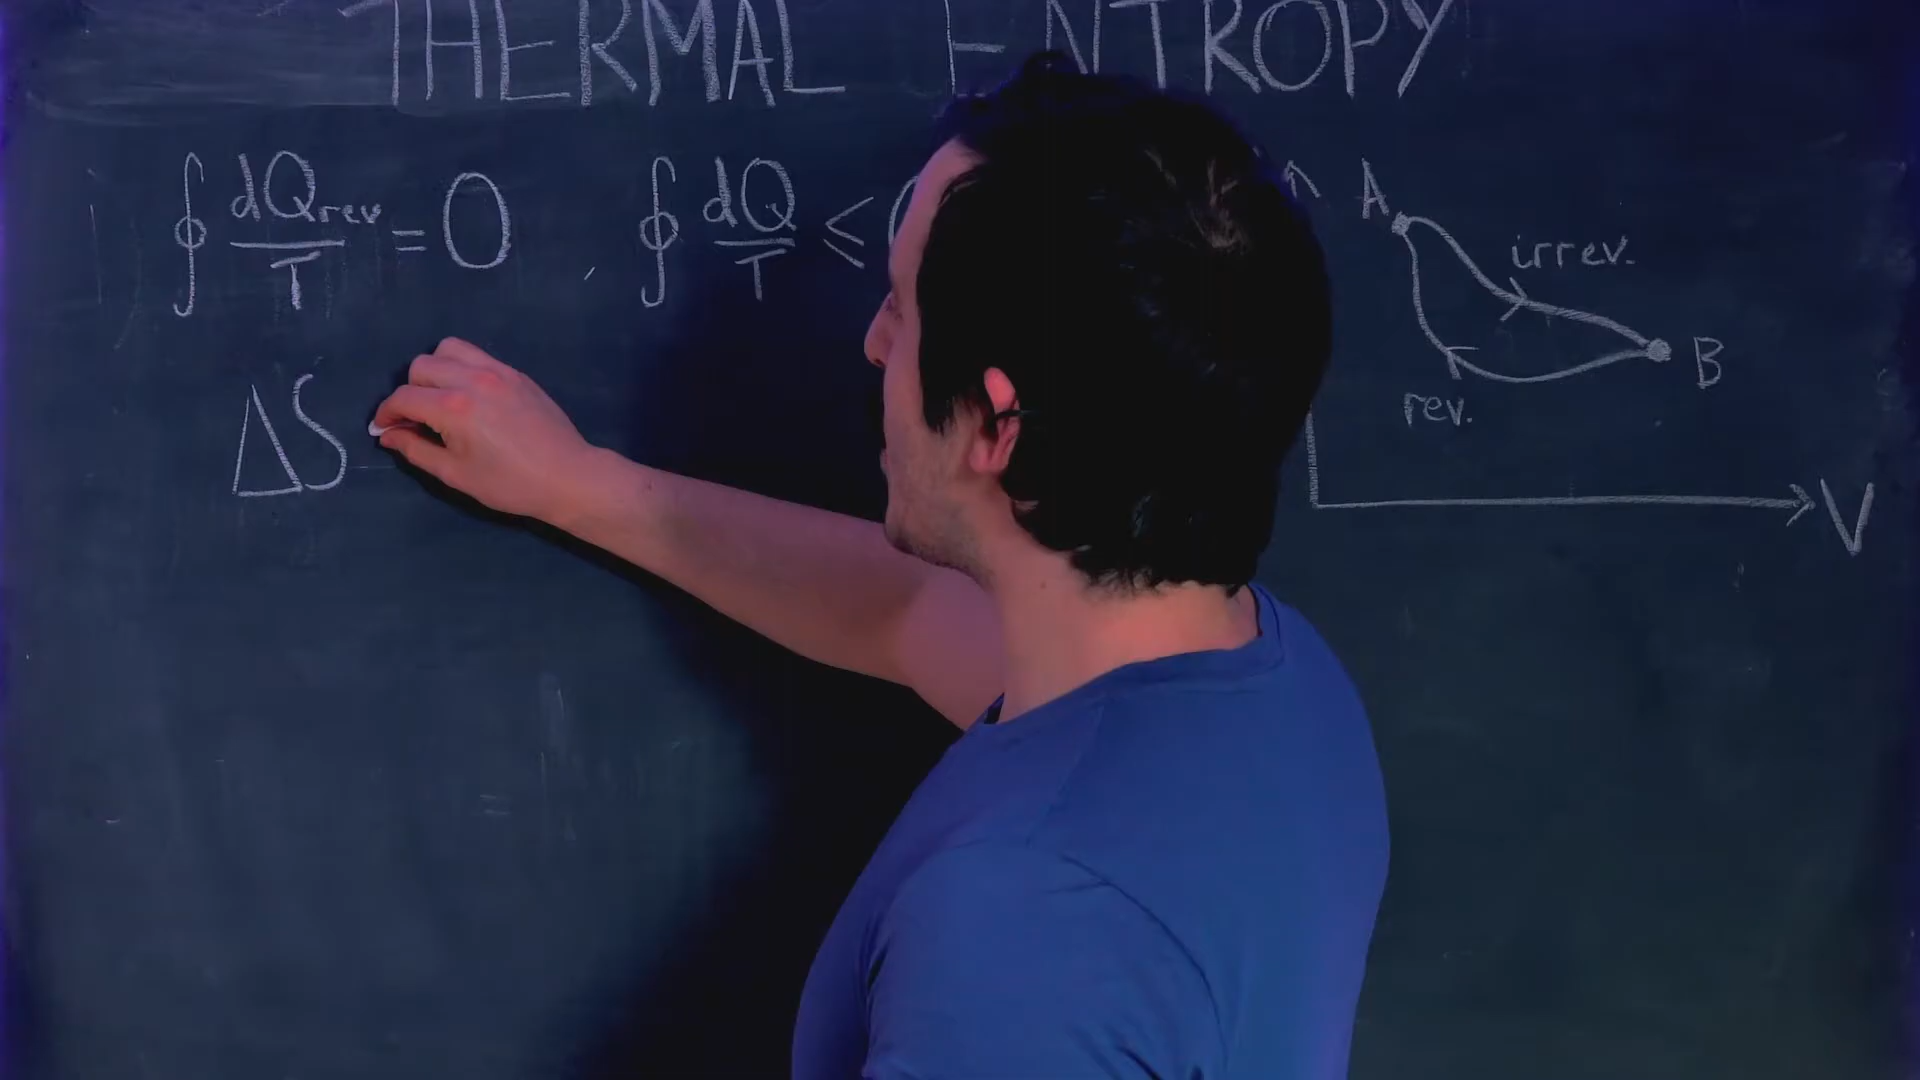 THERMAL ENTROPY
∮ dQrev/T = 0 , ∮ dQ/T ≤
A
irrev.
B
rev.
ΔS
V